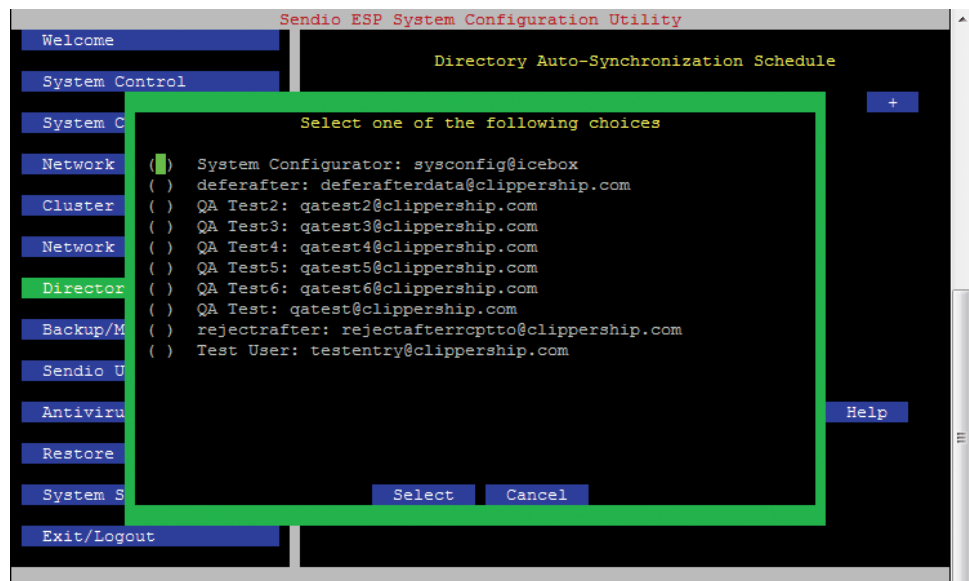 Sendio ESP System Configuration Utility
Welcome
Directory Auto-Synchronization Schedule
System Control
+
System C
Select one of the following choices
Network
( ) System Configurator: sysconfig@icebox
( ) deferafter: deferafterdata@clippership.com
Cluster
( ) QA Test2: qatest2@clippership.com
( ) QA Test3: qatest3@clippership.com
Network
( ) QA Test4: qatest4@clippership.com
( ) QA Test5: qatest5@clippership.com
Director
( ) QA Test6: qatest6@clippership.com
( ) QA Test: qatest@clippership.com
Backup/M
( ) rejectrafter: rejectafterrcptto@clippership.com
( ) Test User: testentry@clippership.com
Sendio U
Antiviru
Help
Restore
System S
Select Cancel
Exit/Logout